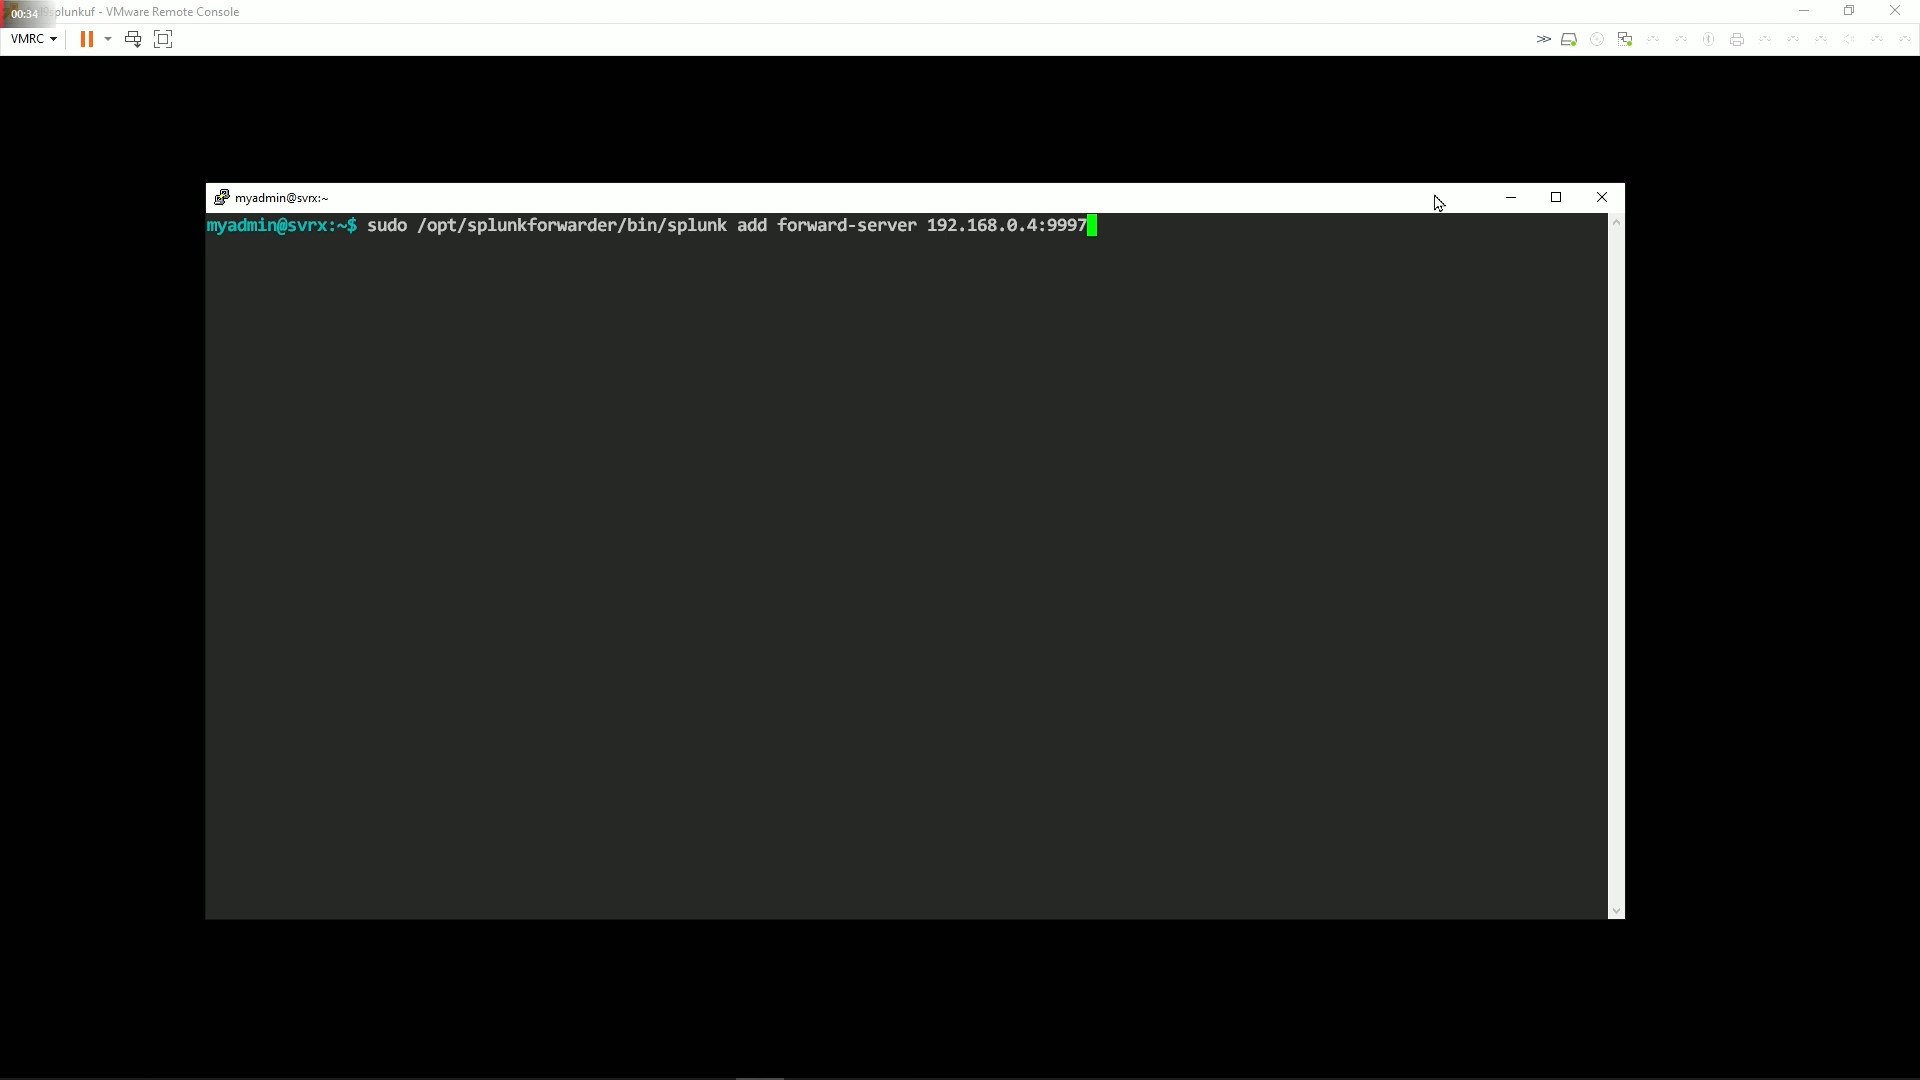 00:34 splunkuf - VMware Remote Console
VMRC
myadmin@svrx:~
myadmin@svrx:~$ sudo /opt/splunkforwarder/bin/splunk add forward-server 192.168.0.4:9997